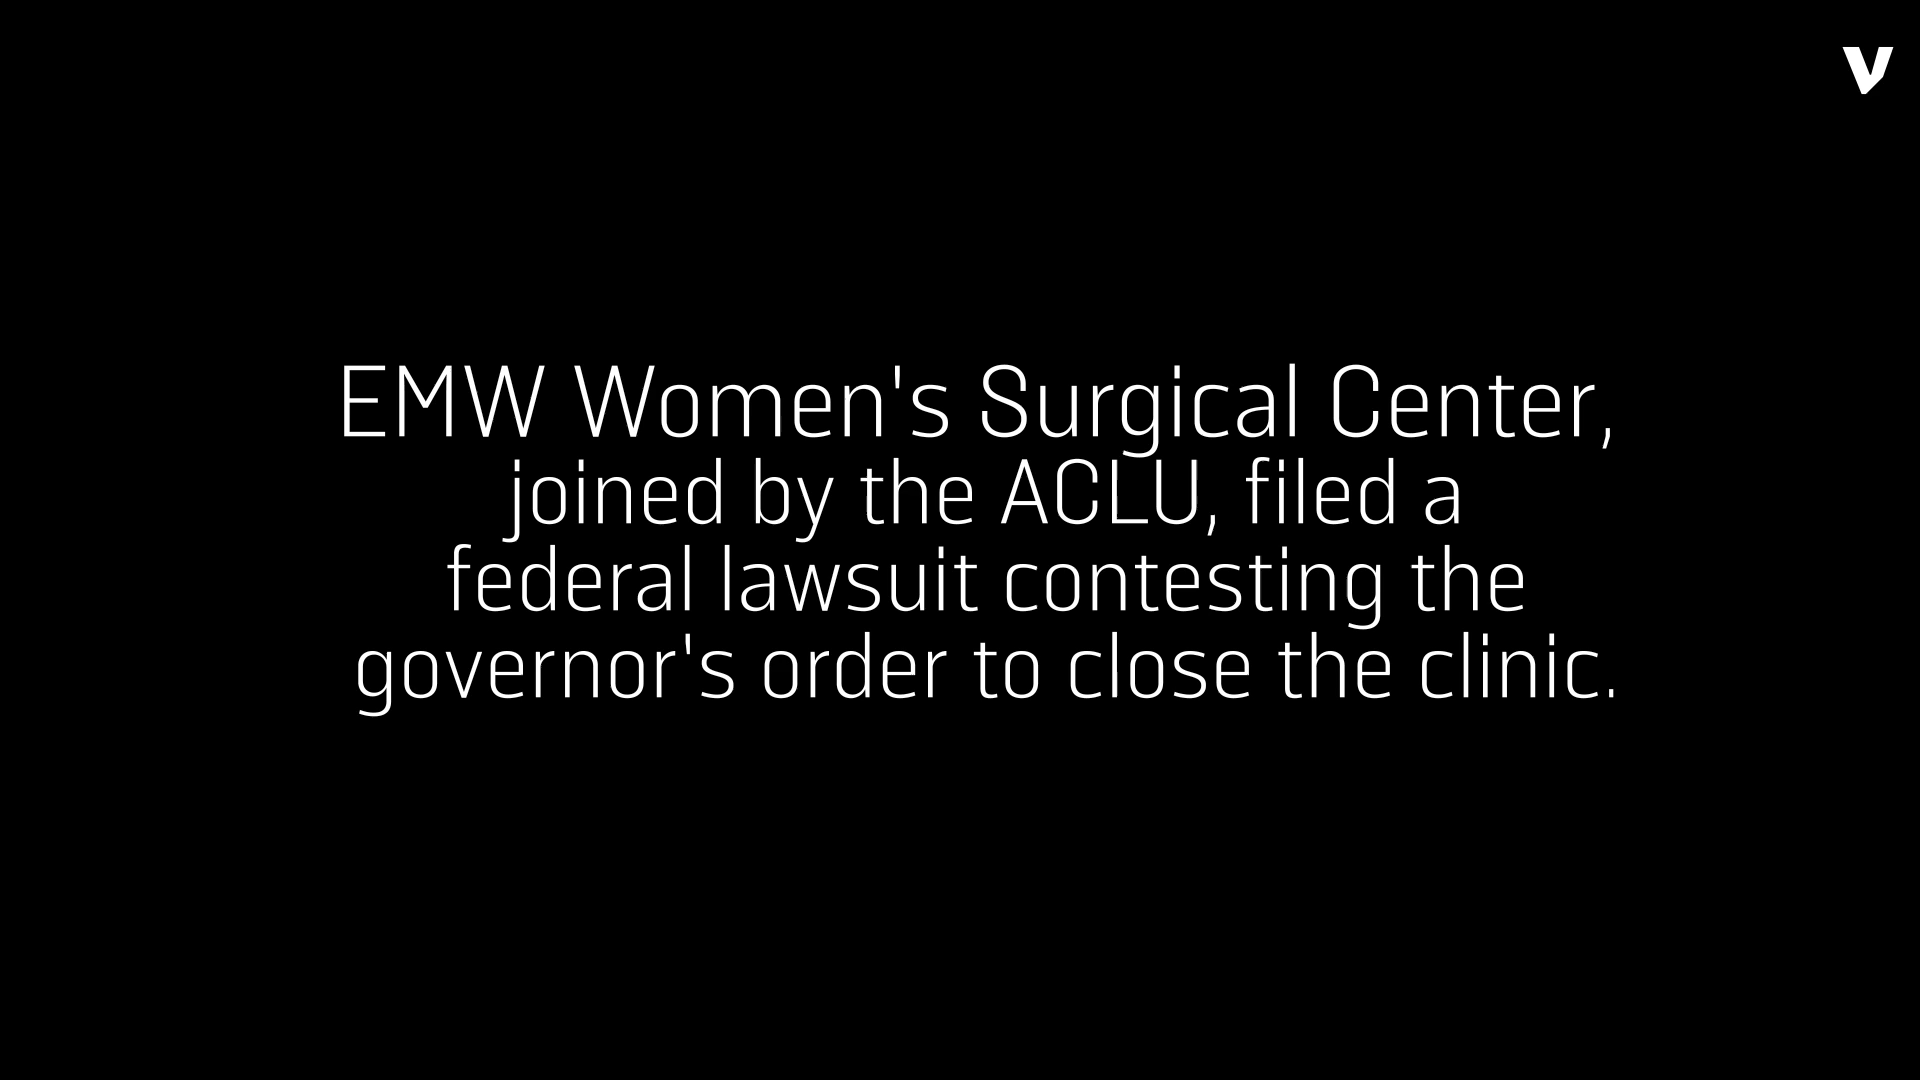 V
EMW Women's Surgical Center,
joined by the ACLU, filed a
federal lawsuit contesting the
governor's order to close the clinic.